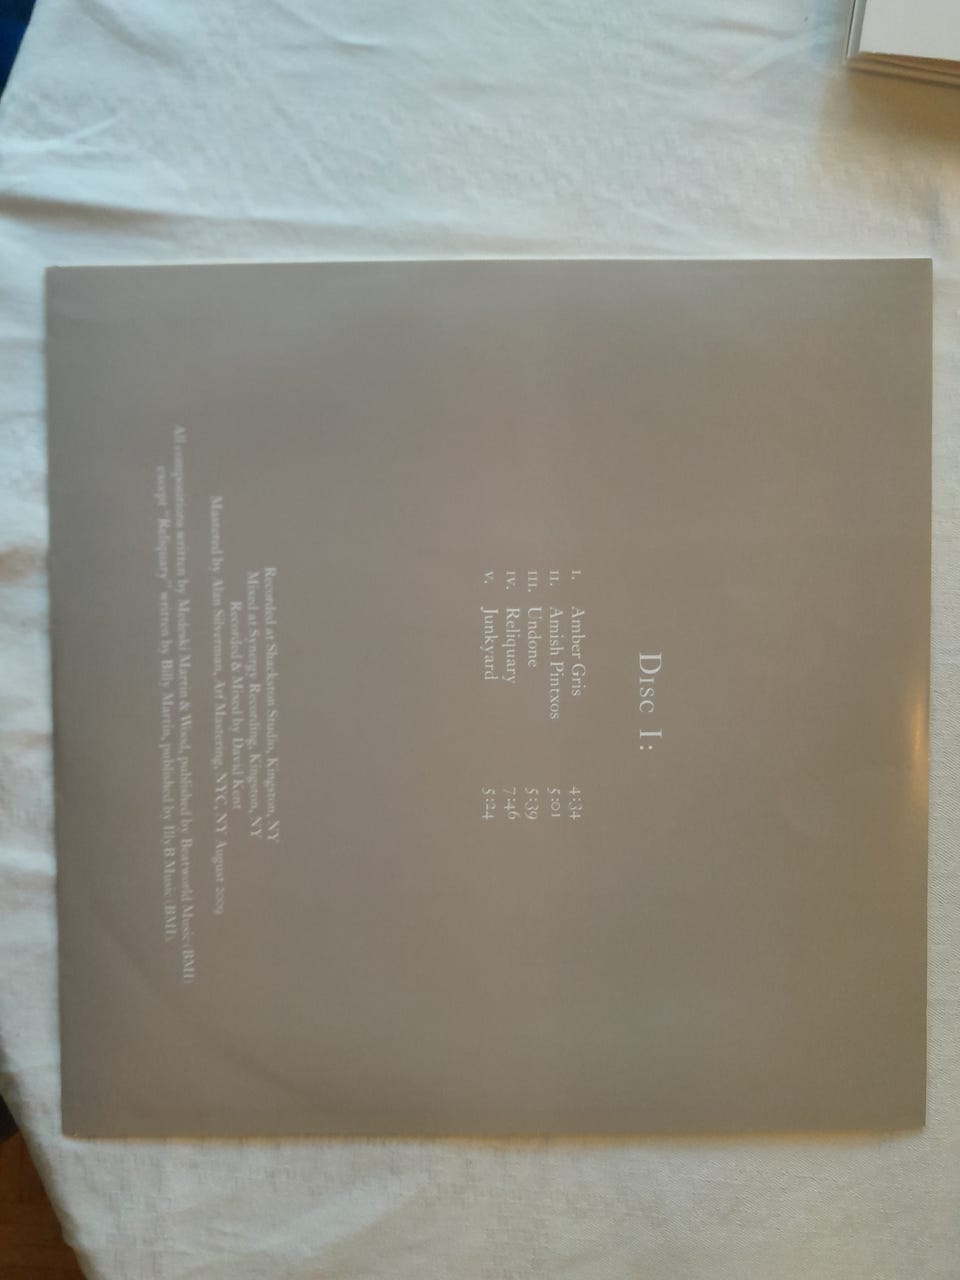 Disc I:
I. Amber Gris 4:34
II. Amish Pintxos 5:01
III. Undone 5:39
IV. Reliquary 7:46
V. Junkyard 5:24
Recorded at Shacklyn Studio, Kingston, NY
Mixed at Synergy Recording, Kingston, NY
Recorded & Mixed by David Kent
Mastered by Alan Silverman, Arf Mastering, NYC, NY August 2009
All compositions written by Medeski Martin & Wood, published by Beatworld Music (BMI)
except "Reliquary" written by Billy Martin, published by Illy B Music (BMI).